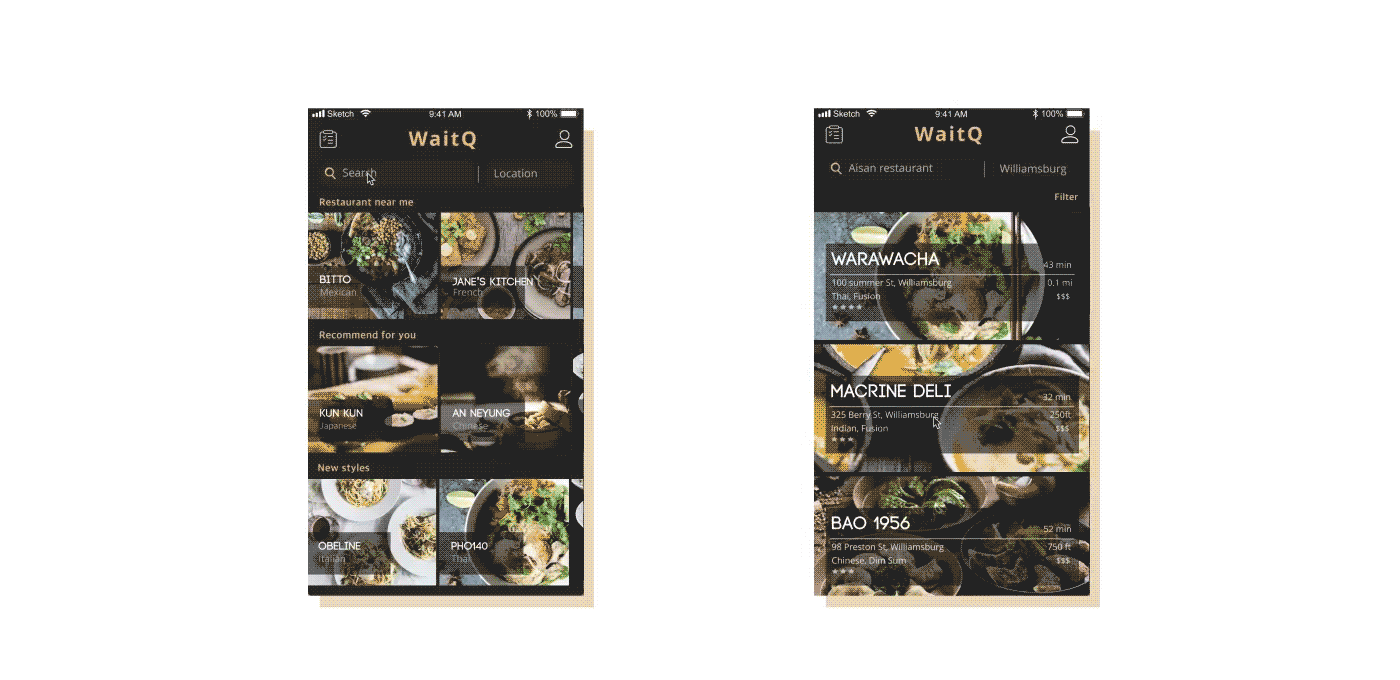 Sketch 9:41 AM 100%
WaitQ
Search Location
Restaurant near me
BITTO
Mexican
JANE'S KITCHEN
French
Recommend for you
KUN KUN
Japanese
AN NEYUNG
Chinese
New styles
OBELINE
Italian
PHO140
Thai
Sketch 9:41 AM 100%
WaitQ
Aisan restaurant Williamsburg
Filter
WARAWACHA 43 min
100 summer St, Williamsburg 0.1 mi
Thai, Fusion $$$
MACRINE DELI 32 min
325 Berry St, Williamsburg 250ft
Indian, Fusion $$$
BAO 1956 52 min
98 Preston St, Williamsburg 750 ft
Chinese, Dim Sum $$$